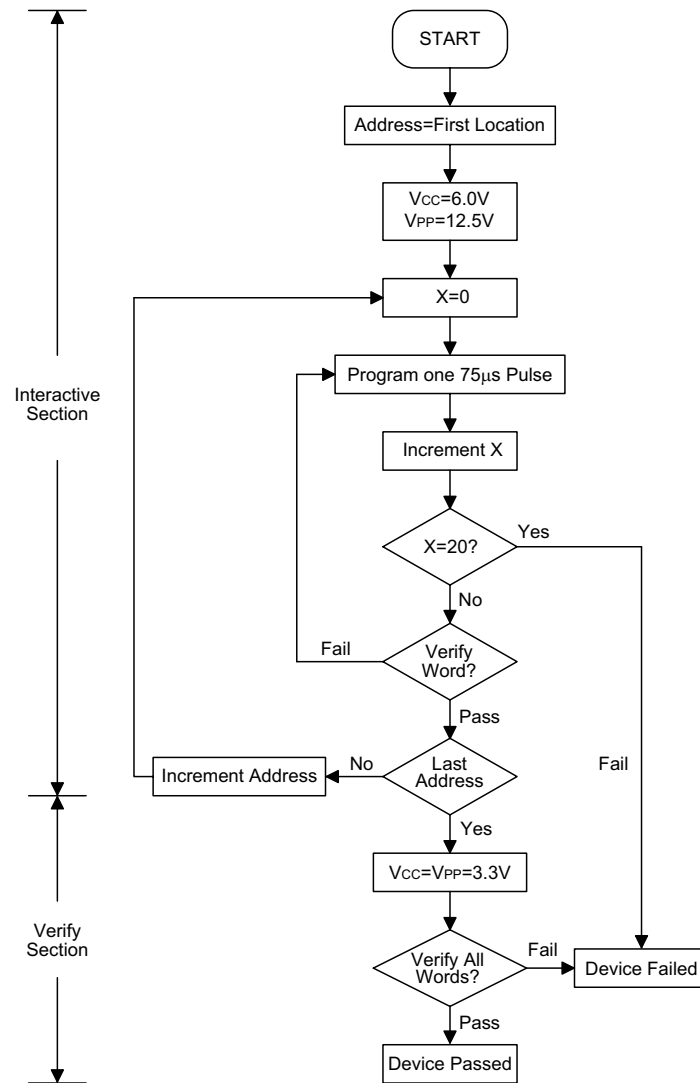 START
Address=First Location
VCC=6.0V
VPP=12.5V
X=0
Program one 75μs Pulse
Interactive
Section
Increment X
X=20?
Yes
No
Fail
Verify
Word?
Pass
Increment Address
No
Last
Address
Fail
Yes
VCC=VPP=3.3V
Verify
Section
Verify All
Words?
Fail
Device Failed
Pass
Device Passed